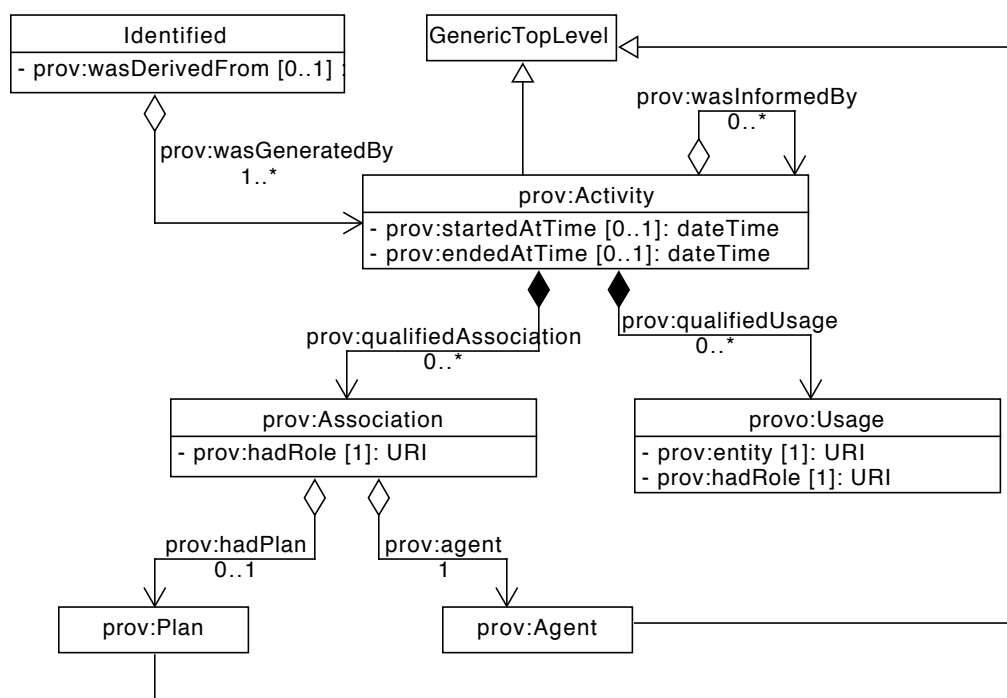 Identified
- prov:wasDerivedFrom [0..1] :
GenericTopLevel
prov:wasInformedBy
0..*
prov:wasGeneratedBy
1..*
prov:Activity
- prov:startedAtTime [0..1]: dateTime
- prov:endedAtTime [0..1]: dateTime
prov:qualifiedAssociation
0..*
prov:qualifiedUsage
0..*
prov:Association
- prov:hadRole [1]: URI
provo:Usage
- prov:entity [1]: URI
- prov:hadRole [1]: URI
prov:hadPlan
0..1
prov:agent
1
prov:Plan
prov:Agent